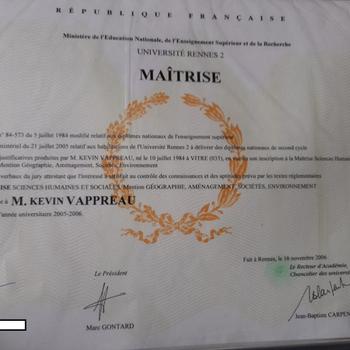 RÉPUBLIQUE FRANÇAISE
Ministère de l'Education Nationale, de l'Enseignement Supérieur et de la Recherche
UNIVERSITÉ RENNES 2
MAÎTRISE
n° 84-573 du 5 juillet 1984 modifié relatif aux diplômes nationaux de l'enseignement supérieur
ministériel du 21 juillet 2005 relatif aux habilitations de l'Université Rennes 2 à délivrer des diplômes nationaux de second cycle
justificatives produites par M. KEVIN VAPPREAU, né le 10 juillet 1984 à VITRE (035), en vue de son inscription à la Maîtrise Sciences Humai
Mention Géographie, Aménagement, Sociétés, Environnement
verbaux du jury attestant que l'intéressé a satisfait au contrôle des connaissances et des aptitudes prévu par les textes réglementaires
ISE SCIENCES HUMAINES ET SOCIALES, Mention GÉOGRAPHIE, AMÉNAGEMENT, SOCIÉTÉS, ENVIRONNEMENT
à M. KEVIN VAPPREAU
l'année universitaire 2005-2006.
Fait à Rennes, le 16 novembre 2006
Le Président
Le Recteur d'Académie,
Chancelier des universi
Marc GONTARD
Jean-Baptiste CARPEN